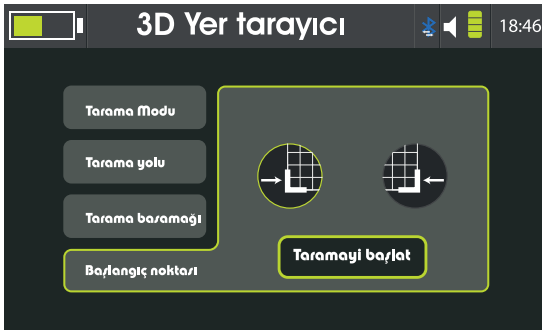 3D Yer tarayıcı
18:46
Tarama Modu
Tarama yolu
Tarama basamağı
Başlangıç noktası
Taramayi başlat